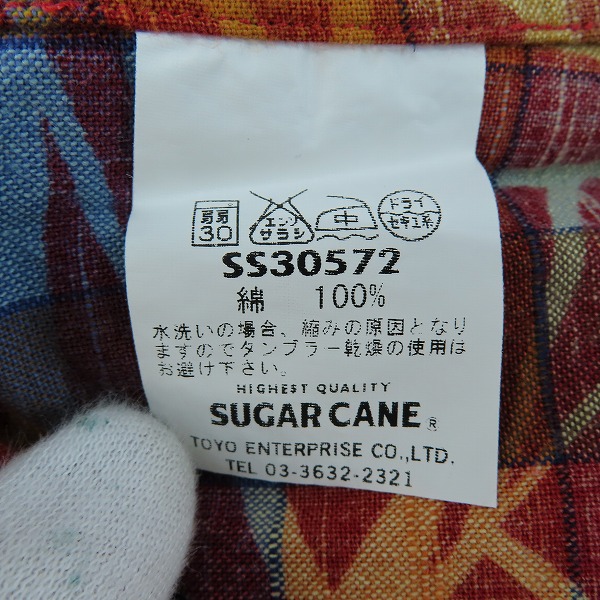 弱
30
エンソ
サラシ
中
ドライ
セキユ系
SS30572
綿 100%
水洗いの場合、縮みの原因となり
ますのでタンブラー乾燥の使用は
お避け下さい。
HIGHEST QUALITY
SUGAR CANE®
TOYO ENTERPRISE CO.,LTD.
TEL 03-3632-2321